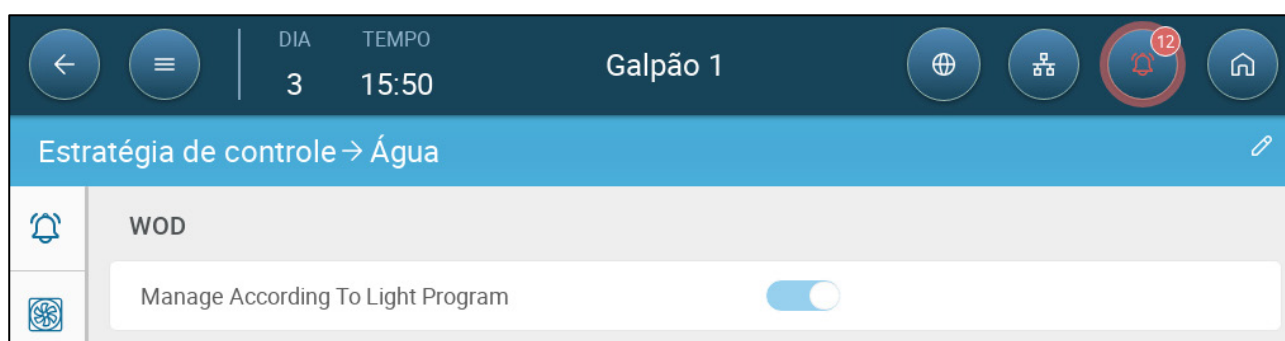 DIA TEMPO
3 15:50
Galpão 1
12
Estratégia de controle → Água
WOD
Manage According To Light Program